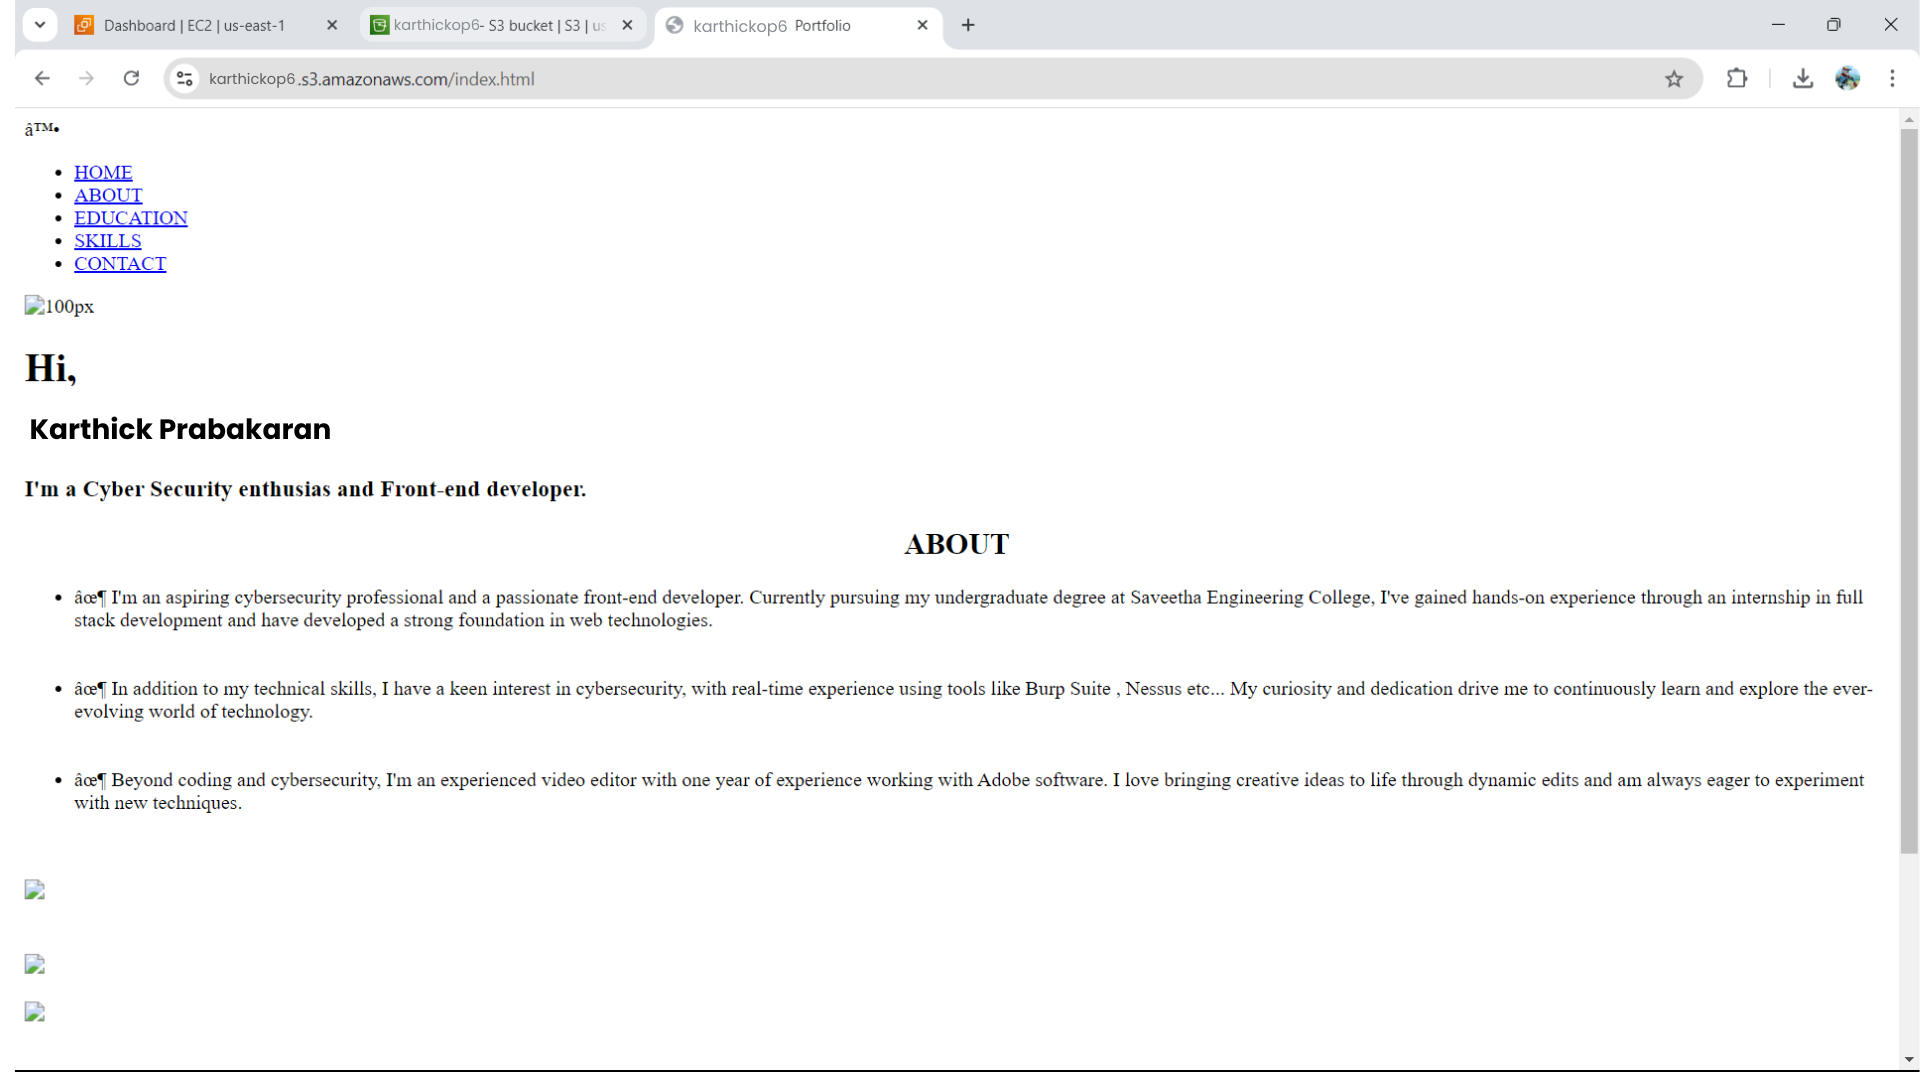 Dashboard | EC2 | us-east-1
karthickop6- S3 bucket | S3 | us
karthickop6 Portfolio
karthickop6.s3.amazonaws.com/index.html
â™•
HOME
ABOUT
EDUCATION
SKILLS
CONTACT
100px
Hi,
Karthick Prabakaran
I'm a Cyber Security enthusias and Front-end developer.
ABOUT
✶ I'm an aspiring cybersecurity professional and a passionate front-end developer. Currently pursuing my undergraduate degree at Saveetha Engineering College, I've gained hands-on experience through an internship in full
stack development and have developed a strong foundation in web technologies.
✶ In addition to my technical skills, I have a keen interest in cybersecurity, with real-time experience using tools like Burp Suite , Nessus etc... My curiosity and dedication drive me to continuously learn and explore the ever-
evolving world of technology.
✶ Beyond coding and cybersecurity, I'm an experienced video editor with one year of experience working with Adobe software. I love bringing creative ideas to life through dynamic edits and am always eager to experiment
with new techniques.